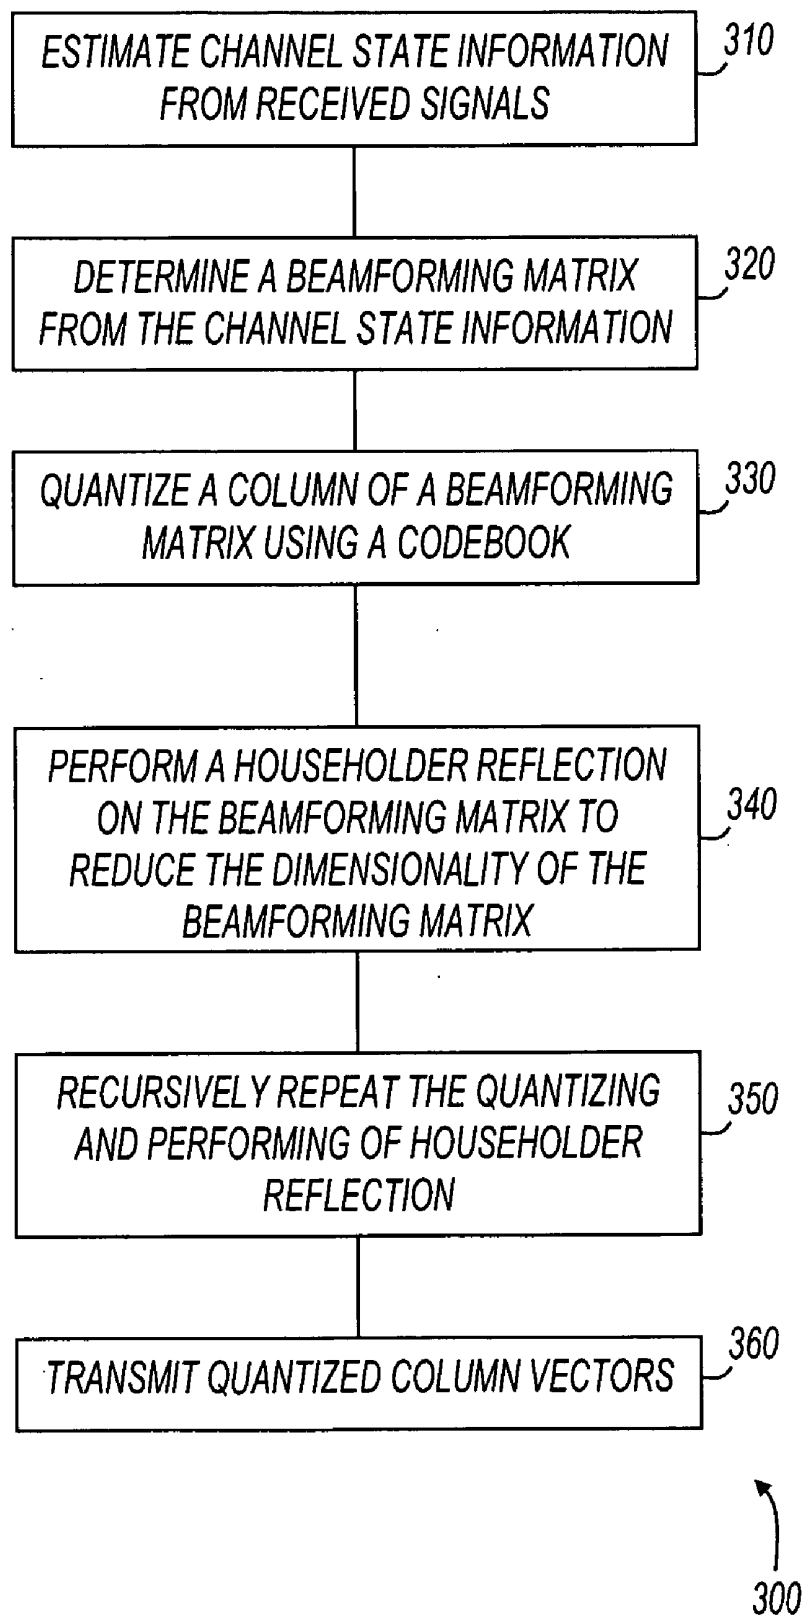 ESTIMATE CHANNEL STATE INFORMATION
FROM RECEIVED SIGNALS
310
DETERMINE A BEAMFORMING MATRIX
FROM THE CHANNEL STATE INFORMATION
320
QUANTIZE A COLUMN OF A BEAMFORMING
MATRIX USING A CODEBOOK
330
PERFORM A HOUSEHOLDER REFLECTION
ON THE BEAMFORMING MATRIX TO
REDUCE THE DIMENSIONALITY OF THE
BEAMFORMING MATRIX
340
RECURSIVELY REPEAT THE QUANTIZING
AND PERFORMING OF HOUSEHOLDER
REFLECTION
350
TRANSMIT QUANTIZED COLUMN VECTORS
360
300